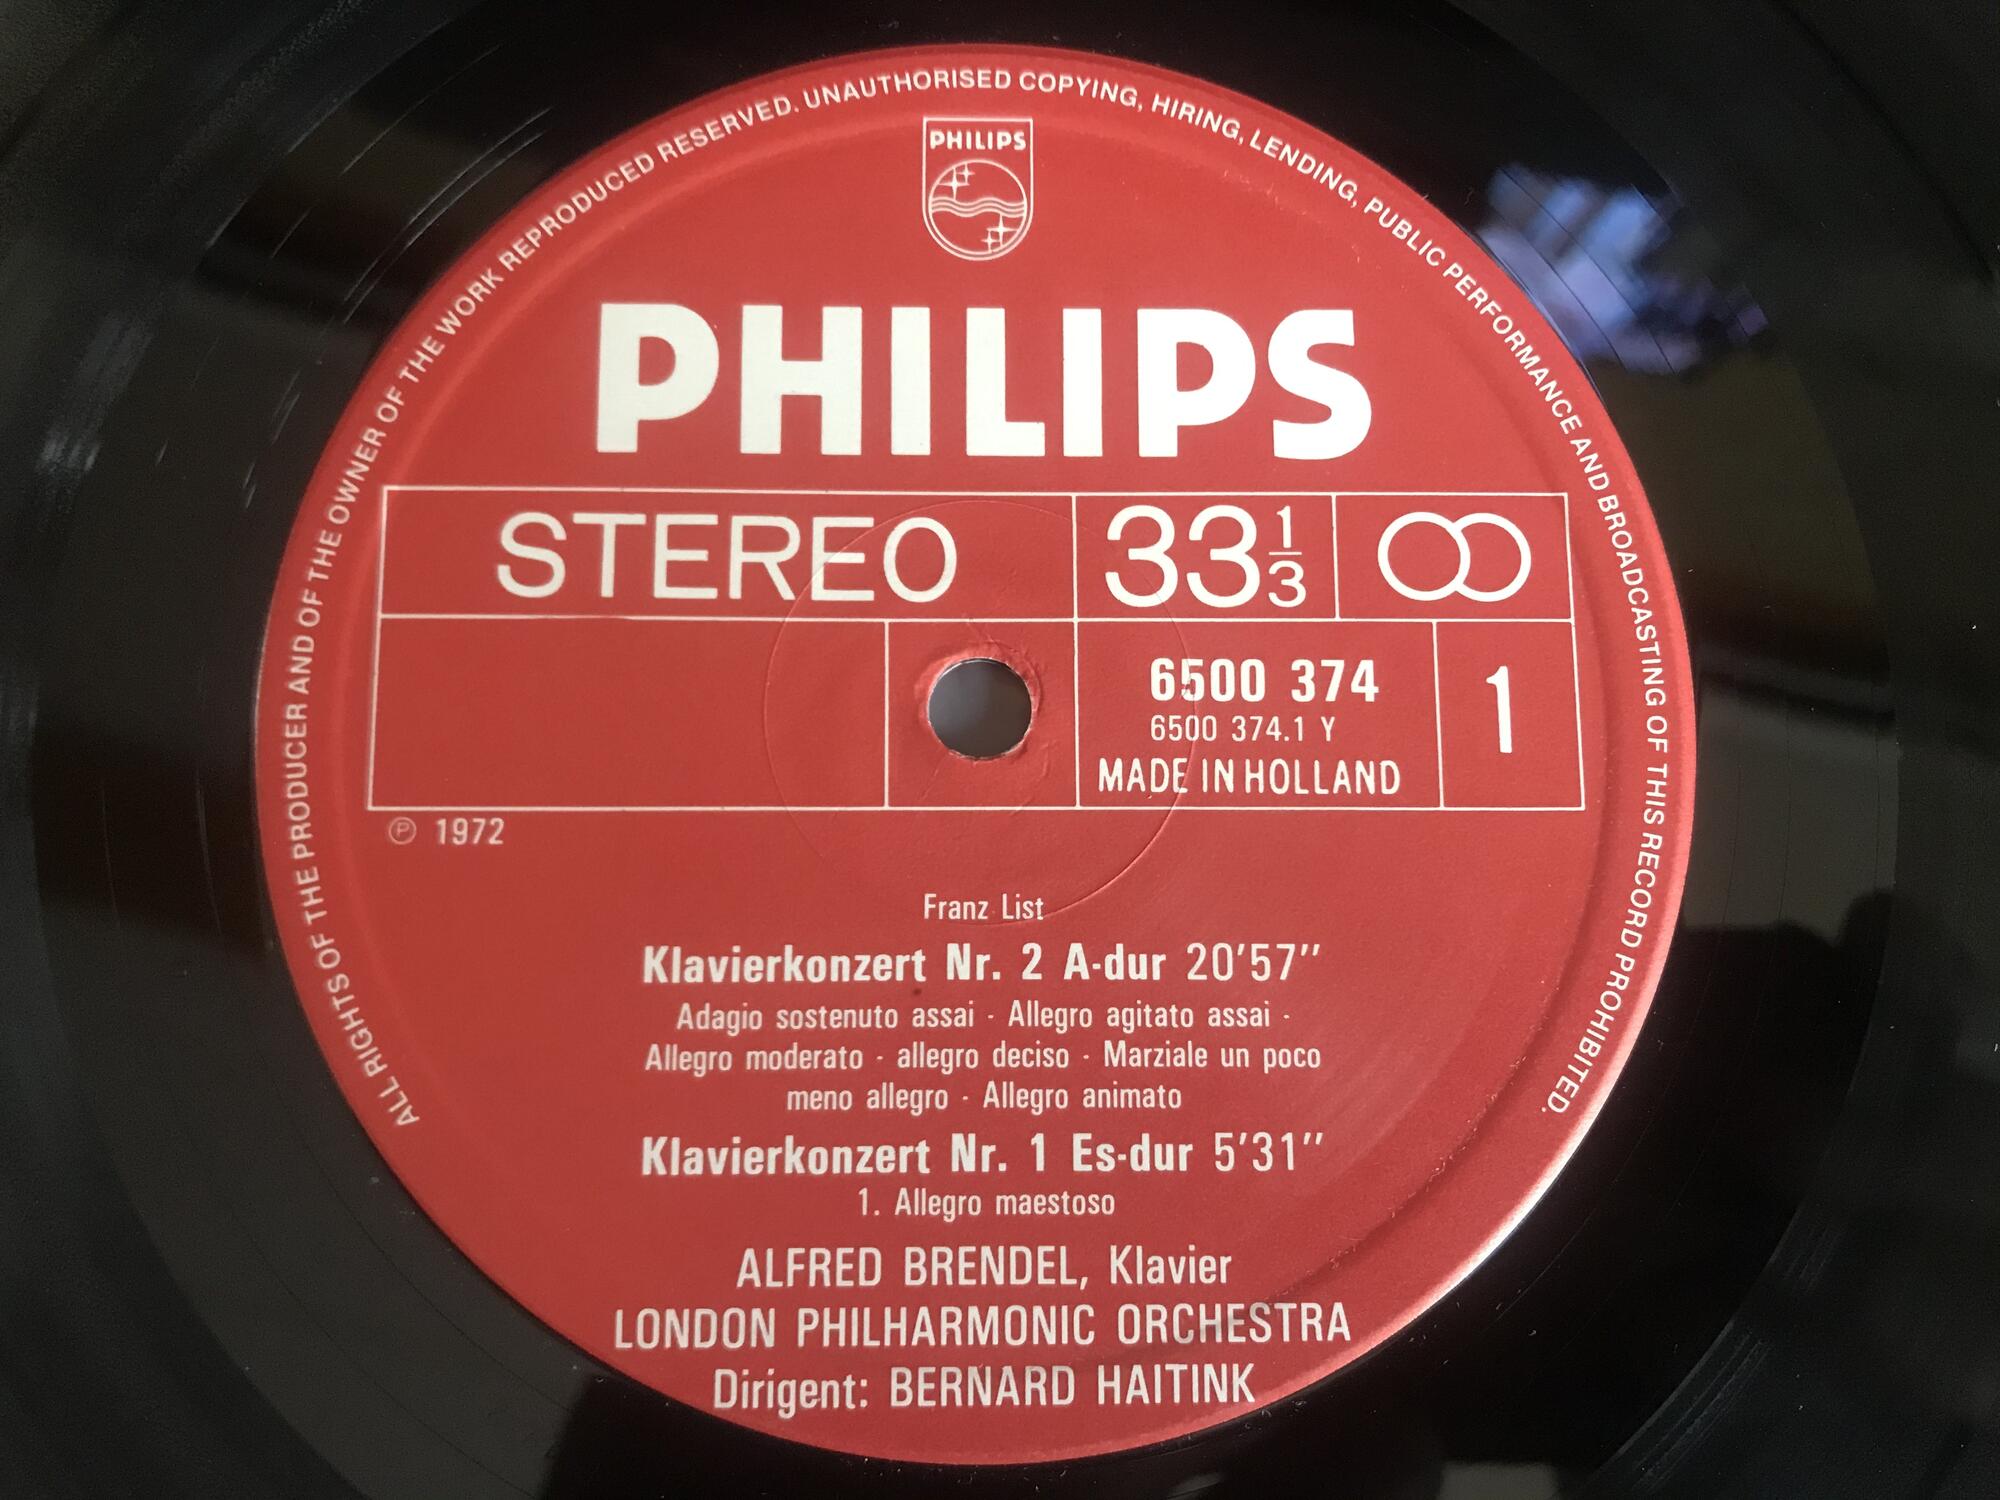 ALL RIGHTS OF THE PRODUCER AND OF THE OWNER OF THE WORK REPRODUCED RESERVED. UNAUTHORISED COPYING, HIRING, LENDING, PUBLIC PERFORMANCE AND BROADCASTING OF THIS RECORD PROHIBITED.
PHILIPS
PHILIPS
STEREO 33 1/3
6500 374
6500 374.1 Y
MADE IN HOLLAND
1
℗ 1972
Franz List
Klavierkonzert Nr. 2 A-dur 20′57″
Adagio sostenuto assai · Allegro agitato assai ·
Allegro moderato · allegro deciso · Marziale un poco
meno allegro · Allegro animato
Klavierkonzert Nr. 1 Es-dur 5′31″
1. Allegro maestoso
ALFRED BRENDEL, Klavier
LONDON PHILHARMONIC ORCHESTRA
Dirigent: BERNARD HAITINK